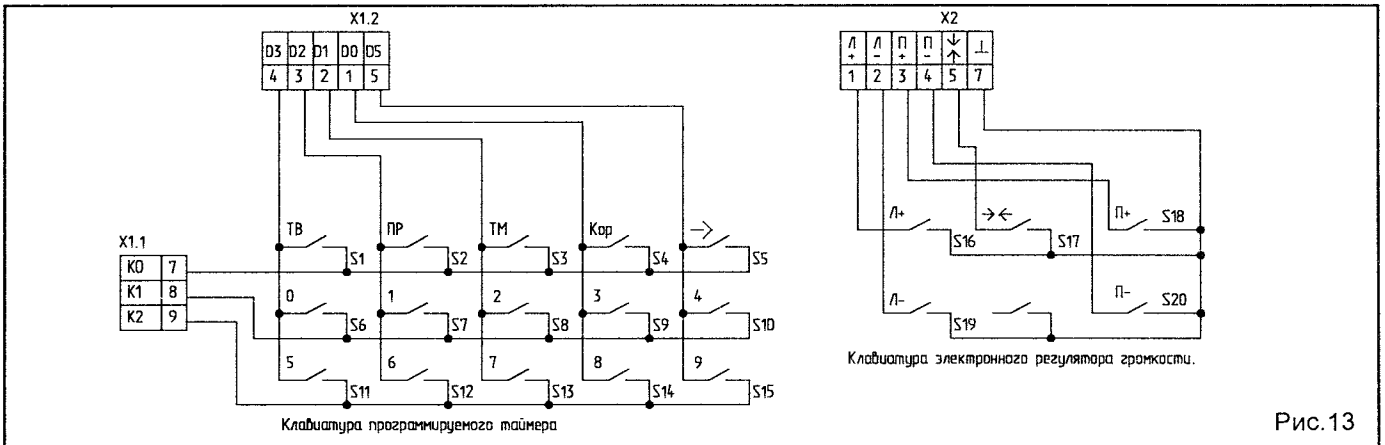 X1.2
D3 D2 D1 D0 D5
4 3 2 1 5
X2
Л+ Л- П+ П- ⊥
1 2 3 4 5 7
X1.1
K0 7
K1 8
K2 9
ТВ ПР ТМ Кор
S1 S2 S3 S4 S5
0 1 2 3 4
S6 S7 S8 S9 S10
5 6 7 8 9
S11 S12 S13 S14 S15
Клавиатура программируемого таймера
Л+ П+ S18
S16 S17
Л- П- S20
S19
Клавиатура электронного регулятора громкости.
Рис.13